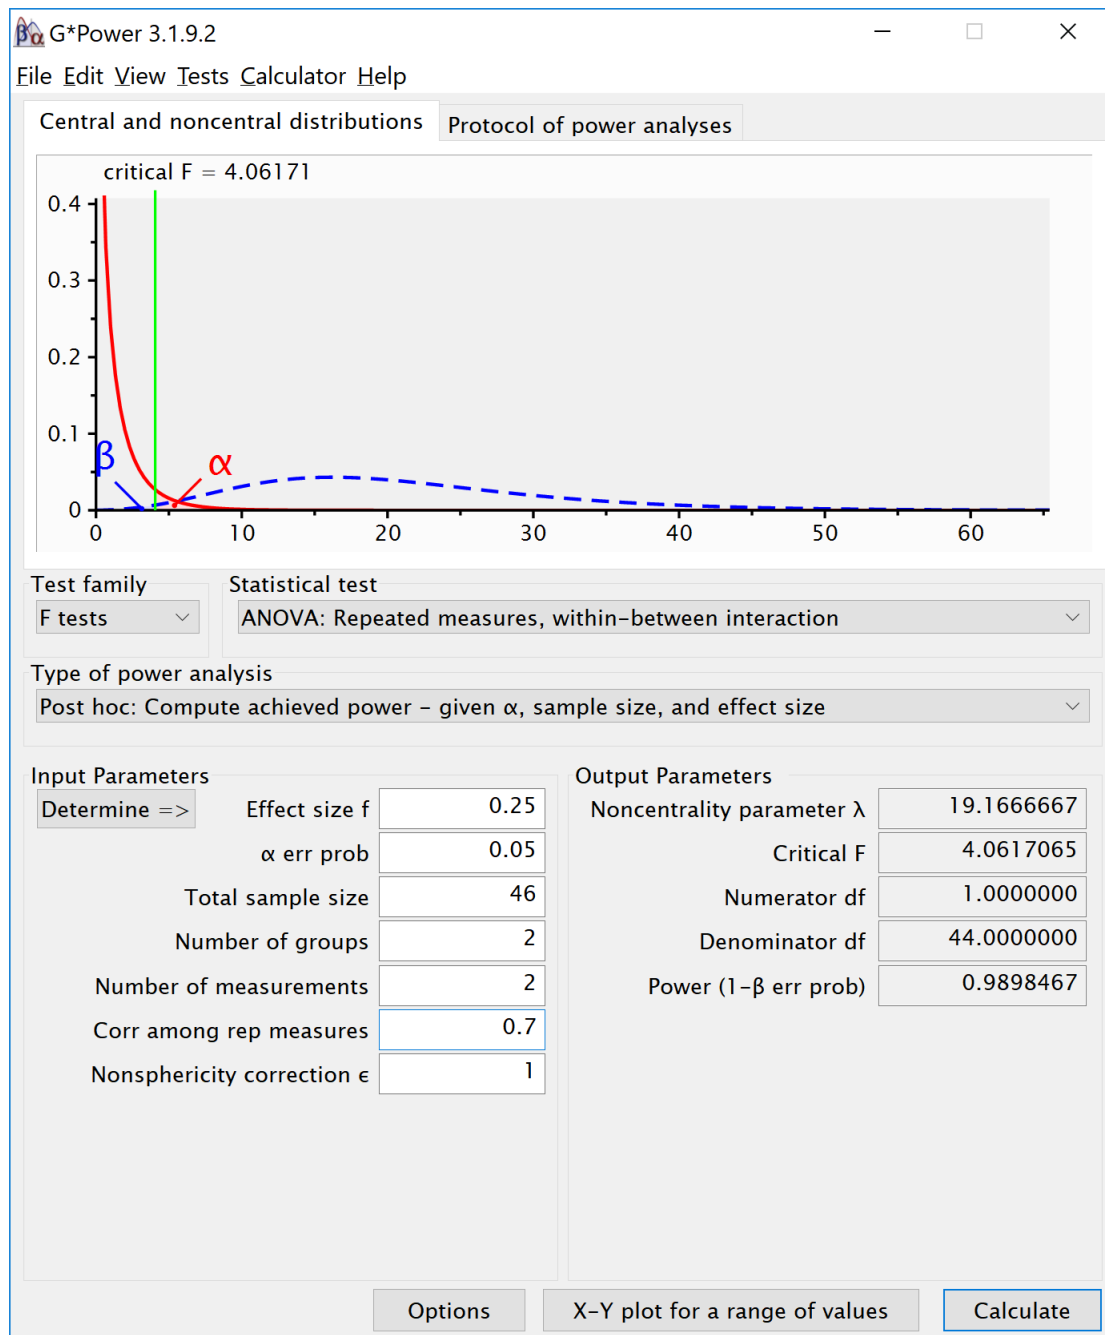 G*Power 3.1.9.2
File Edit View Tests Calculator Help
Central and noncentral distributions
Protocol of power analyses
critical F = 4.06171
0.4
0.3
0.2
0.1
0
β
α
0 10 20 30 40 50 60
Test family
Statistical test
F tests
ANOVA: Repeated measures, within-between interaction
Type of power analysis
Post hoc: Compute achieved power - given α, sample size, and effect size
Input Parameters
Determine =>
Effect size f 0.25
α err prob 0.05
Total sample size 46
Number of groups 2
Number of measurements 2
Corr among rep measures 0.7
Nonsphericity correction ϵ 1
Output Parameters
Noncentrality parameter λ 19.1666667
Critical F 4.0617065
Numerator df 1.0000000
Denominator df 44.0000000
Power (1-β err prob) 0.9898467
Options
X-Y plot for a range of values
Calculate